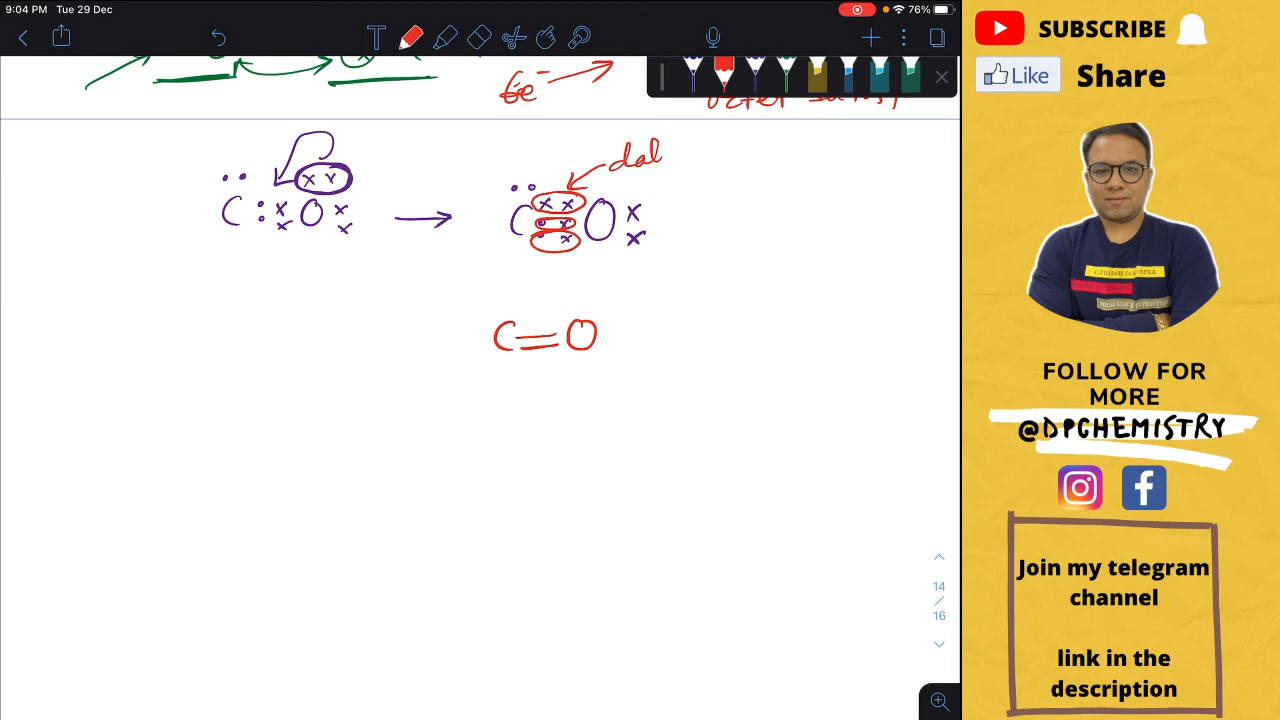 9:04 PM Tue 29 Dec
76%
T
6e⁻
C : x x O x x
C x x O x x
dal
C=O
14
/
16
SUBSCRIBE
Like
Share
FOLLOW FOR
MORE
@DPCHEMISTRY
Join my telegram
channel
link in the
description